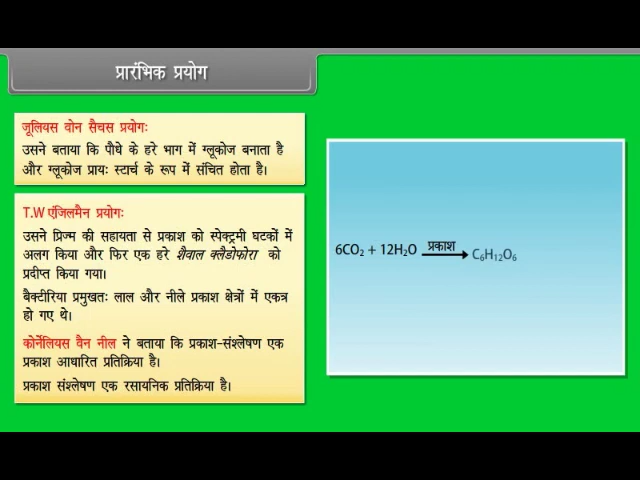 प्रारंभिक प्रयोग
जूलियस वोन सैचस प्रयोगः
उसने बताया कि पौधे के हरे भाग में ग्लूकोज बनाता है
और ग्लूकोज प्रायः स्टार्च के रूप में संचित होता है।
T.W एंजिलमैन प्रयोगः
उसने प्रिज्म की सहायता से प्रकाश को स्पेक्ट्रमी घटकों में
अलग किया और फिर एक हरे शैवाल क्लैडोफोरा को
प्रदीप्त किया गया।
बैक्टीरिया प्रमुखतः लाल और नीले प्रकाश क्षेत्रों में एकत्र
हो गए थे।
कोर्नेलियस वैन नील ने बताया कि प्रकाश-संश्लेषण एक
प्रकाश आधारित प्रतिक्रिया है।
प्रकाश संश्लेषण एक रसायनिक प्रतिक्रिया है।
6CO₂ + 12H₂O प्रकाश C₆H₁₂O₆